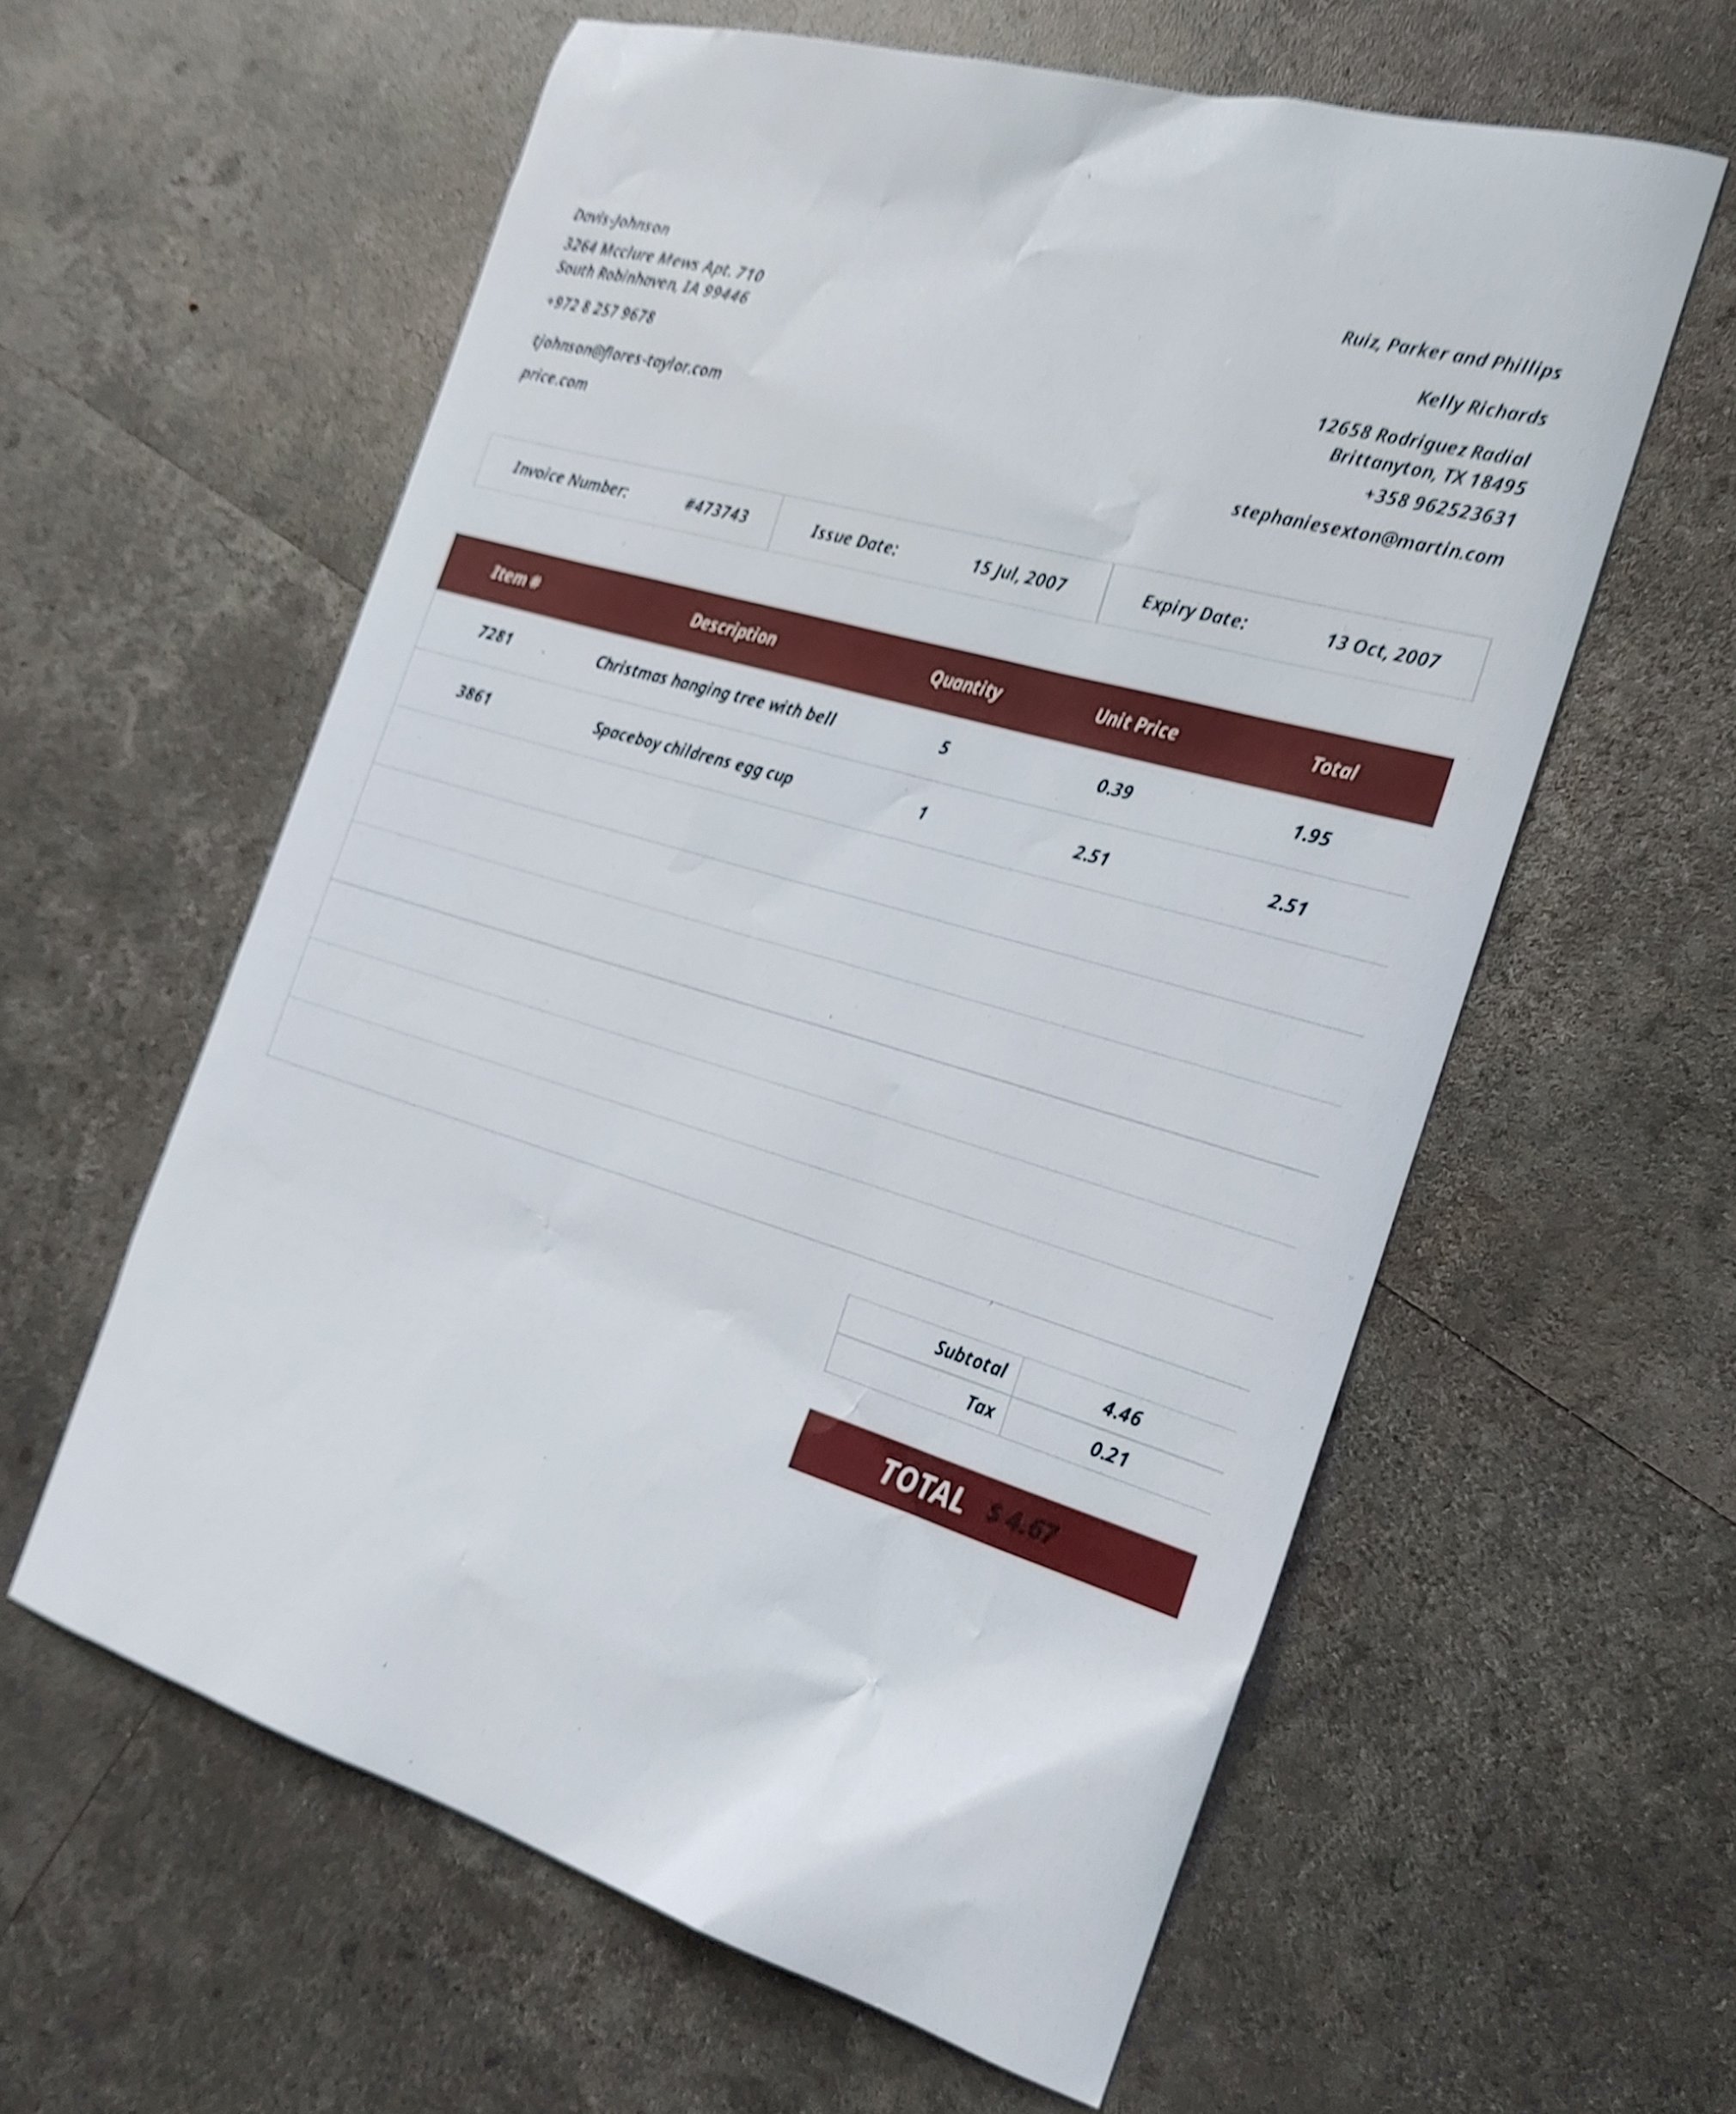 Davis-Johnson
3264 Mcclure Mews Apt. 710
South Robinhaven, IA 99446
+972 8 257 9678
tjohnson@flores-taylor.com
price.com
Ruiz, Parker and Phillips
Kelly Richards
12658 Rodriguez Radial
Brittanyton, TX 18495
+358 962523631
stephaniesexton@martin.com
Invoice Number: #473743 Issue Date: 15 Jul, 2007 Expiry Date: 13 Oct, 2007
Item # Description Quantity Unit Price Total
7281 Christmas hanging tree with bell 5 0.39 1.95
3861 Spaceboy childrens egg cup 1 2.51 2.51
Subtotal 4.46
Tax 0.21
TOTAL $ 4.67